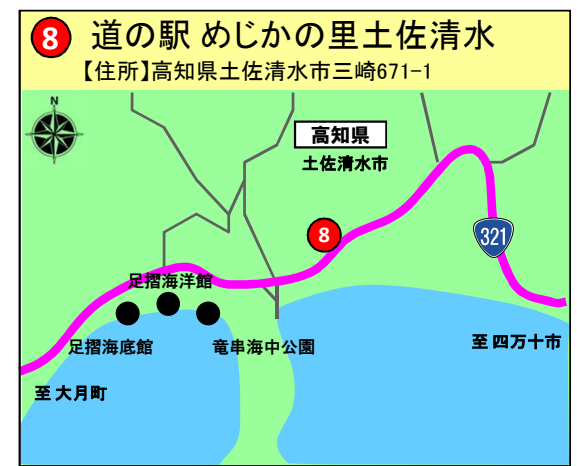 8 道の駅 めじかの里土佐清水
【住所】高知県土佐清水市三崎671-1
N
高知県
土佐清水市
8
321
足摺海洋館
足摺海底館
竜串海中公園
至 四万十市
至 大月町